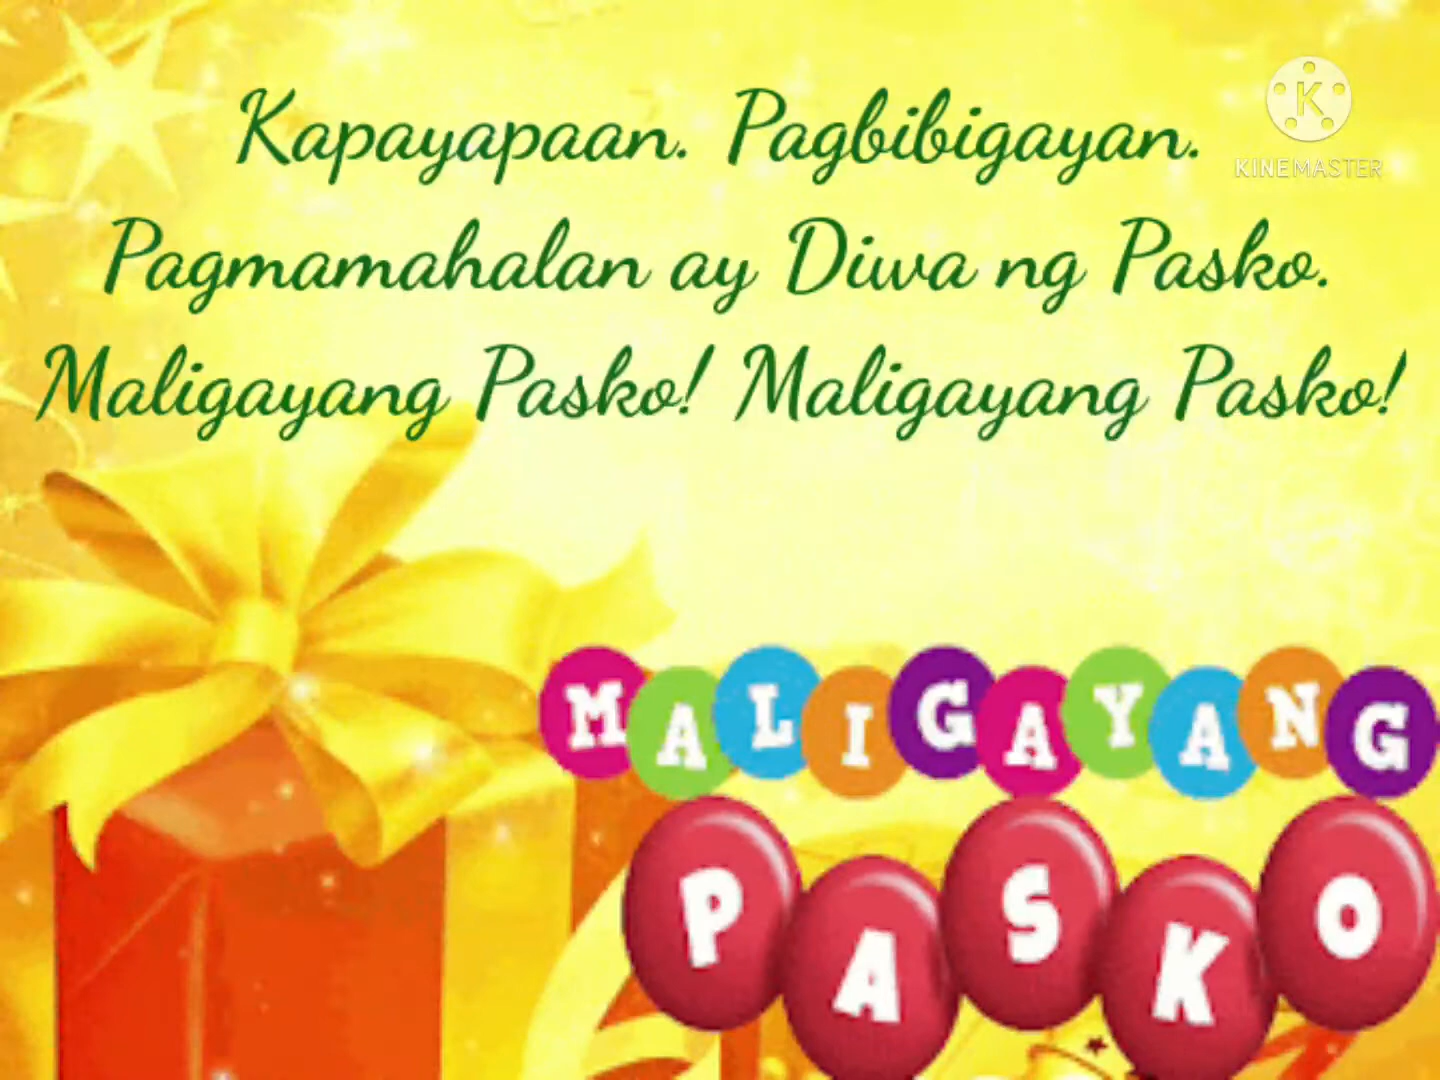 Kapayapaan. Pagbibigayan.
Pagmamahalan ay Diwa ng Pasko.
Maligayang Pasko! Maligayang Pasko!
K
KINEMASTER
MALIGAYANG
PASKO